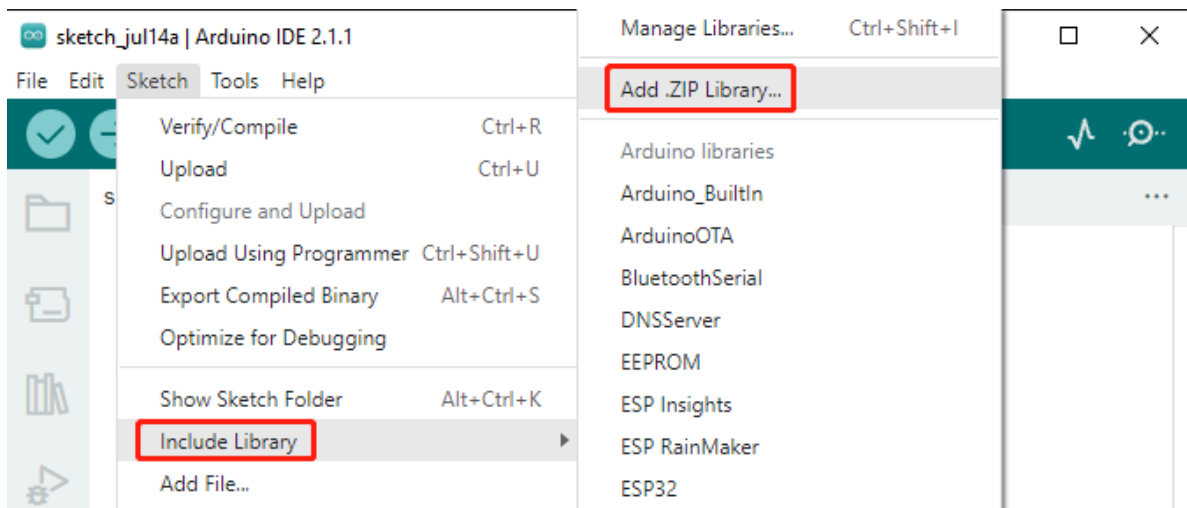 sketch_jul14a | Arduino IDE 2.1.1
File Edit Sketch Tools Help
Verify/Compile Ctrl+R
Upload Ctrl+U
Configure and Upload
Upload Using Programmer Ctrl+Shift+U
Export Compiled Binary Alt+Ctrl+S
Optimize for Debugging
Show Sketch Folder Alt+Ctrl+K
Include Library
Add File...
Manage Libraries... Ctrl+Shift+I
Add .ZIP Library...
Arduino libraries
Arduino_BuiltIn
ArduinoOTA
BluetoothSerial
DNSServer
EEPROM
ESP Insights
ESP RainMaker
ESP32